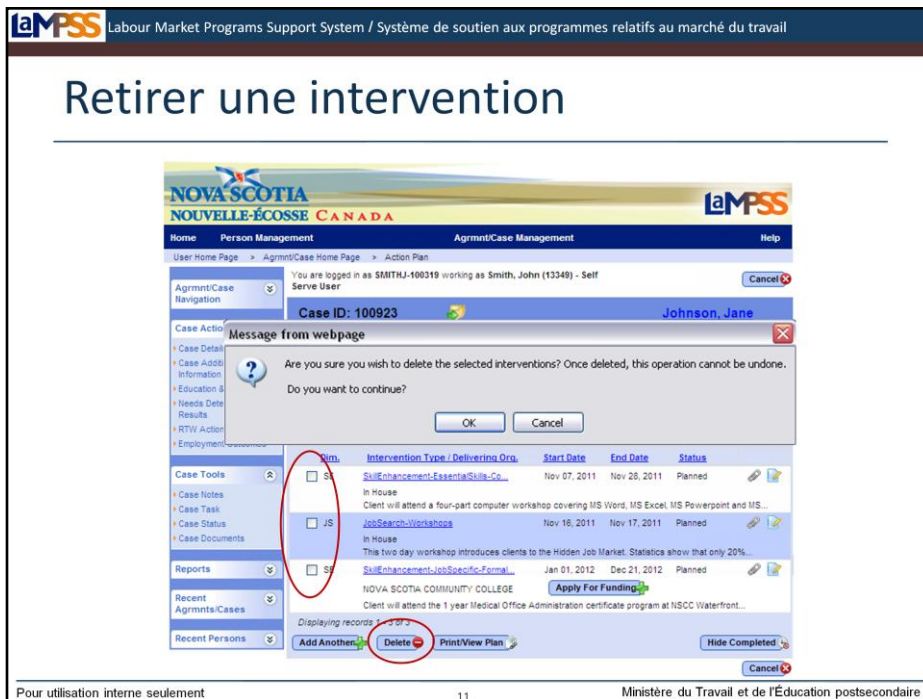 LaMPSS Labour Market Programs Support System / Système de soutien aux programmes relatifs au marché du travail
Retirer une intervention
NOVA SCOTIA
NOUVELLE-ÉCOSSE CANADA
LaMPSS
Home Person Management Agrmnt/Case Management Help
User Home Page » Agrmnt/Case Home Page » Action Plan
Agrmnt/Case
Navigation
You are logged in as SMITHJ-100319 working as Smith, John (13349) - Self
Serve User
Cancel
Case ID: 100923 Johnson, Jane
Case Actio
Case Detail
Case Additi
Information
Education &
Needs Dete
Results
RTW Action
Employment Outcomes
Message from webpage
Are you sure you wish to delete the selected interventions? Once deleted, this operation cannot be undone.
Do you want to continue?
OK Cancel
Dim. Intervention Type / Delivering Org. Start Date End Date Status
SE SkillEnhancement-EssentialSkills-Co... Nov 07, 2011 Nov 28, 2011 Planned
In House
Client will attend a four-part computer workshop covering MS Word, MS Excel, MS Powerpoint and MS...
JS JobSearch-Workshops Nov 16, 2011 Nov 17, 2011 Planned
In House
This two day workshop introduces clients to the Hidden Job Market. Statistics show that only 20%...
SE SkillEnhancement-JobSpecific-Formal... Jan 01, 2012 Dec 21, 2012 Planned
NOVA SCOTIA COMMUNITY COLLEGE Apply For Funding
Client will attend the 1 year Medical Office Administration certificate program at NSCC Waterfront...
Displaying records 1 - 3 of 3
Add Another Delete Print/View Plan Hide Completed
Cancel
Case Tools
Case Notes
Case Task
Case Status
Case Documents
Reports
Recent
Agrmnts/Cases
Recent Persons
Pour utilisation interne seulement 11 Ministère du Travail et de l'Éducation postsecondaire